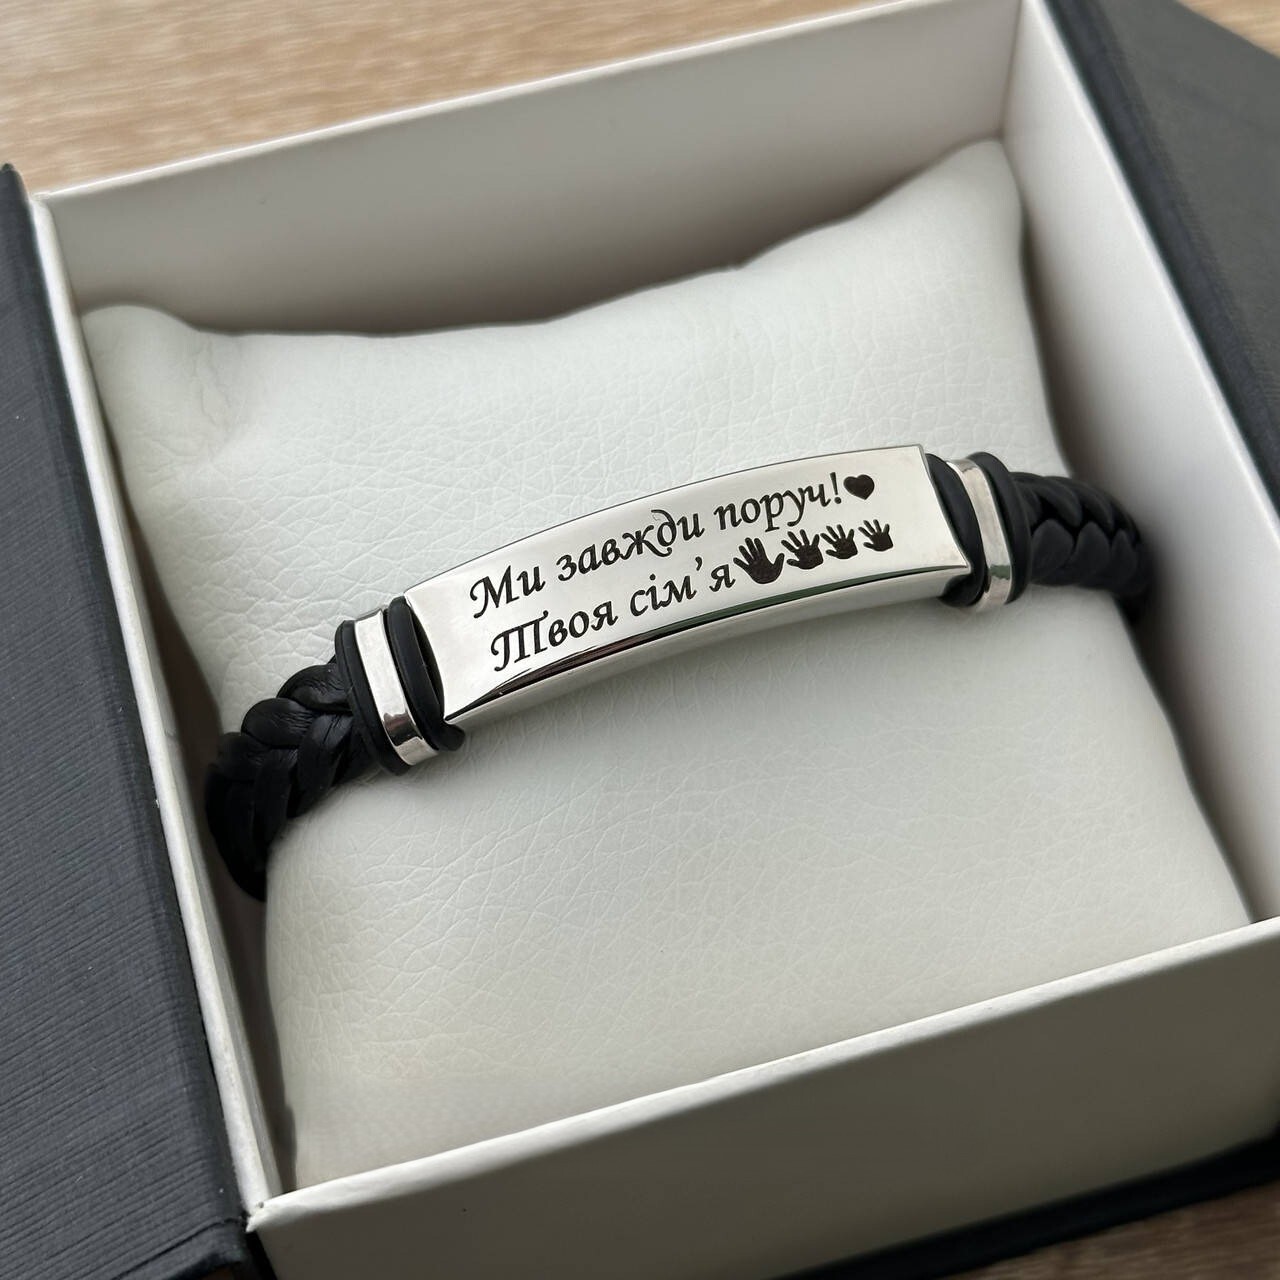 Ми завжди поруч!
Твоя сім'я